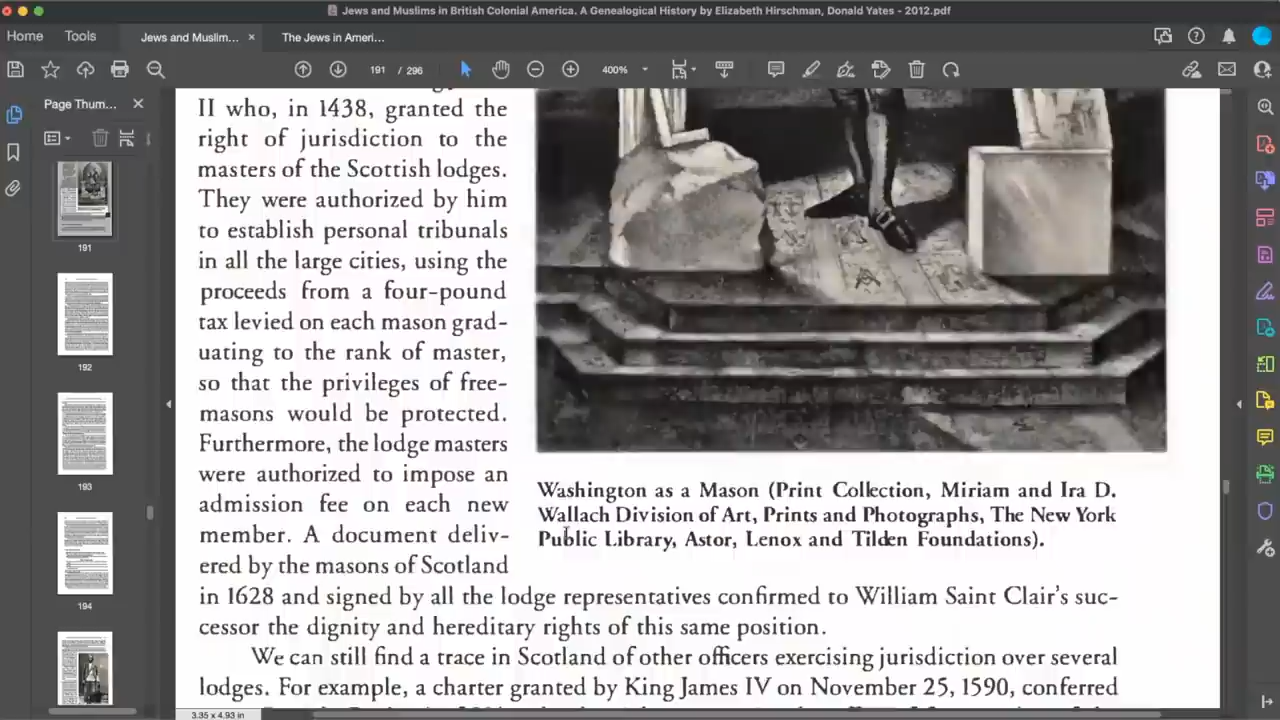 Jews and Muslims in British Colonial America. A Genealogical History by Elizabeth Hirschman, Donald Yates - 2012.pdf
Home
Tools
Jews and Muslim...
The Jews in Ameri...
191 / 296
400%
Page Thum...
191
192
193
194
II who, in 1438, granted the
right of jurisdiction to the
masters of the Scottish lodges.
They were authorized by him
to establish personal tribunals
in all the large cities, using the
proceeds from a four-pound
tax levied on each mason grad-
uating to the rank of master,
so that the privileges of free-
masons would be protected.
Furthermore, the lodge masters
were authorized to impose an
admission fee on each new
member. A document deliv-
ered by the masons of Scotland
in 1628 and signed by all the lodge representatives confirmed to William Saint Clair's suc-
cessor the dignity and hereditary rights of this same position.
We can still find a trace in Scotland of other officers exercising jurisdiction over several
lodges. For example, a charter granted by King James IV on November 25, 1590, conferred
Washington as a Mason (Print Collection, Miriam and Ira D.
Wallach Division of Art, Prints and Photographs, The New York
Public Library, Astor, Lenox and Tilden Foundations).
3.35 x 4.93 in